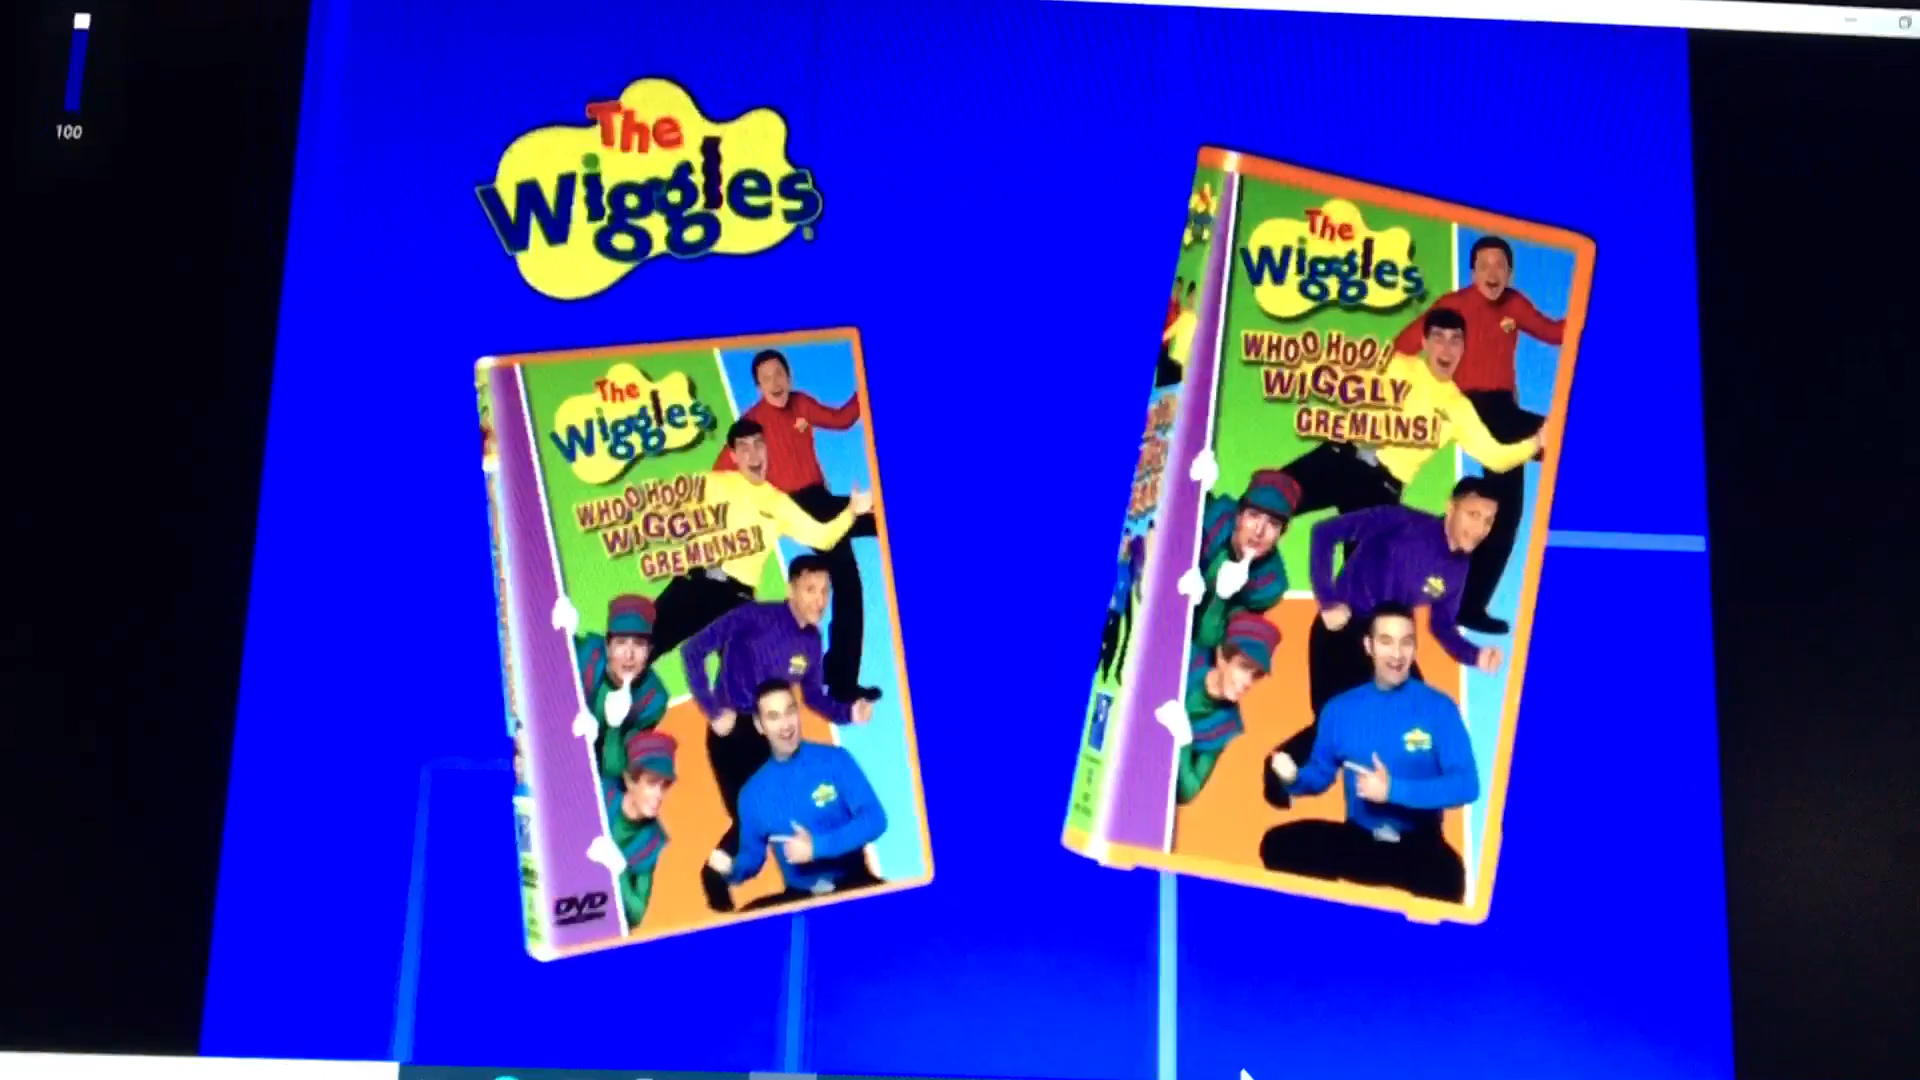 100
The
Wiggles
The
Wiggles
WHOO HOO!
WIGGLY
GREMLINS!
DVD
The
Wiggles
WHOO HOO!
WIGGLY
GREMLINS!